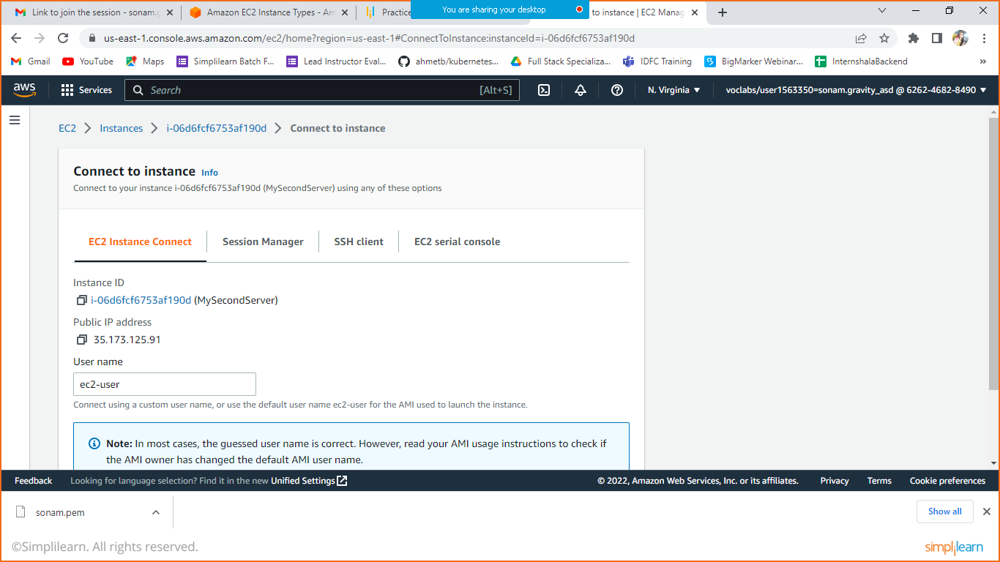 Link to join the session - sonam.g
Amazon EC2 Instance Types - Am
Practice
You are sharing your desktop
to instance | EC2 Manag
us-east-1.console.aws.amazon.com/ec2/home?region=us-east-1#ConnectToInstance:instanceId=i-06d6fcf6753af190d
Gmail YouTube Maps Simplilearn Batch F... Lead Instructor Eval... ahmetb/kubernetes... Full Stack Specializa... IDFC Training BigMarker Webinar... InternshalaBackend »
aws Services Search [Alt+S] N. Virginia voclabs/user1563350=sonam.gravity_asd @ 6262-4682-8490
EC2 Instances i-06d6fcf6753af190d Connect to instance
Connect to instance Info
Connect to your instance i-06d6fcf6753af190d (MySecondServer) using any of these options
EC2 Instance Connect Session Manager SSH client EC2 serial console
Instance ID
i-06d6fcf6753af190d (MySecondServer)
Public IP address
35.173.125.91
User name
ec2-user
Connect using a custom user name, or use the default user name ec2-user for the AMI used to launch the instance.
Note: In most cases, the guessed user name is correct. However, read your AMI usage instructions to check if
the AMI owner has changed the default AMI user name.
Feedback Looking for language selection? Find it in the new Unified Settings © 2022, Amazon Web Services, Inc. or its affiliates. Privacy Terms Cookie preferences
sonam.pem Show all
©Simplilearn. All rights reserved. simplilearn